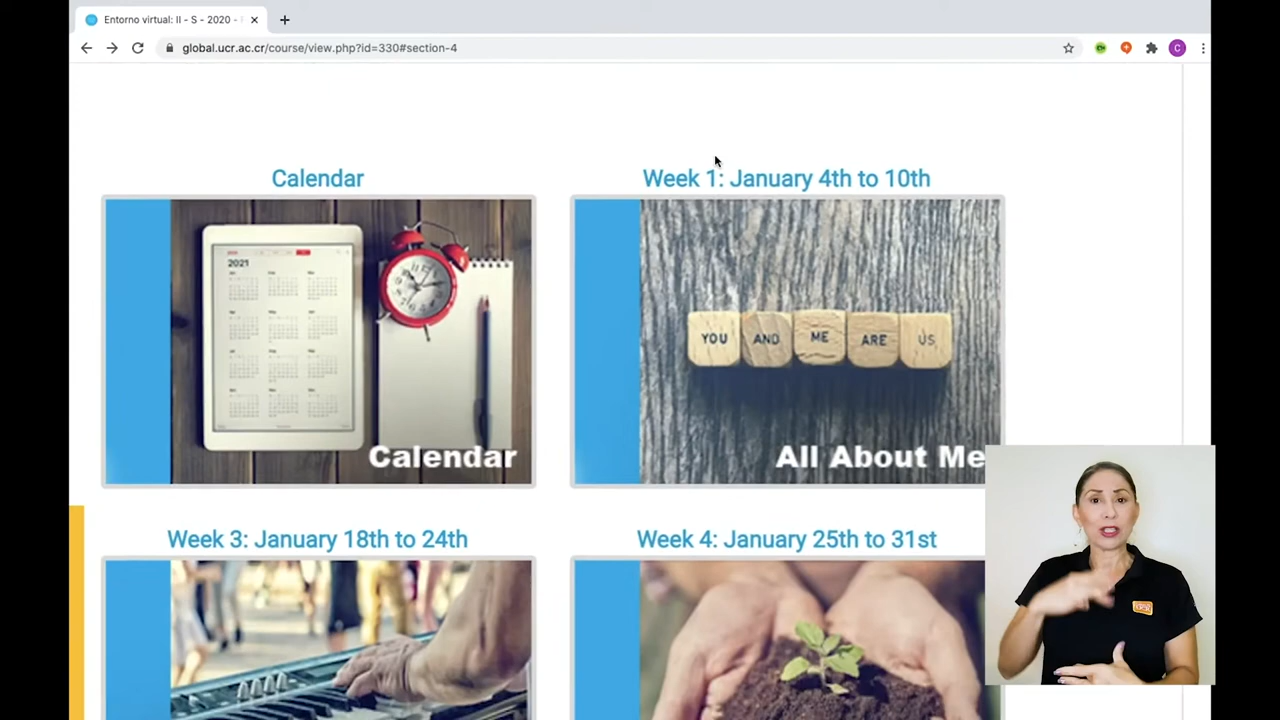 Entorno virtual: II - S - 2020 -
global.ucr.ac.cr/course/view.php?id=330#section-4
C
Calendar
Week 1: January 4th to 10th
2021
YOU AND ME ARE US
Calendar
All About Me
Week 3: January 18th to 24th
Week 4: January 25th to 31st